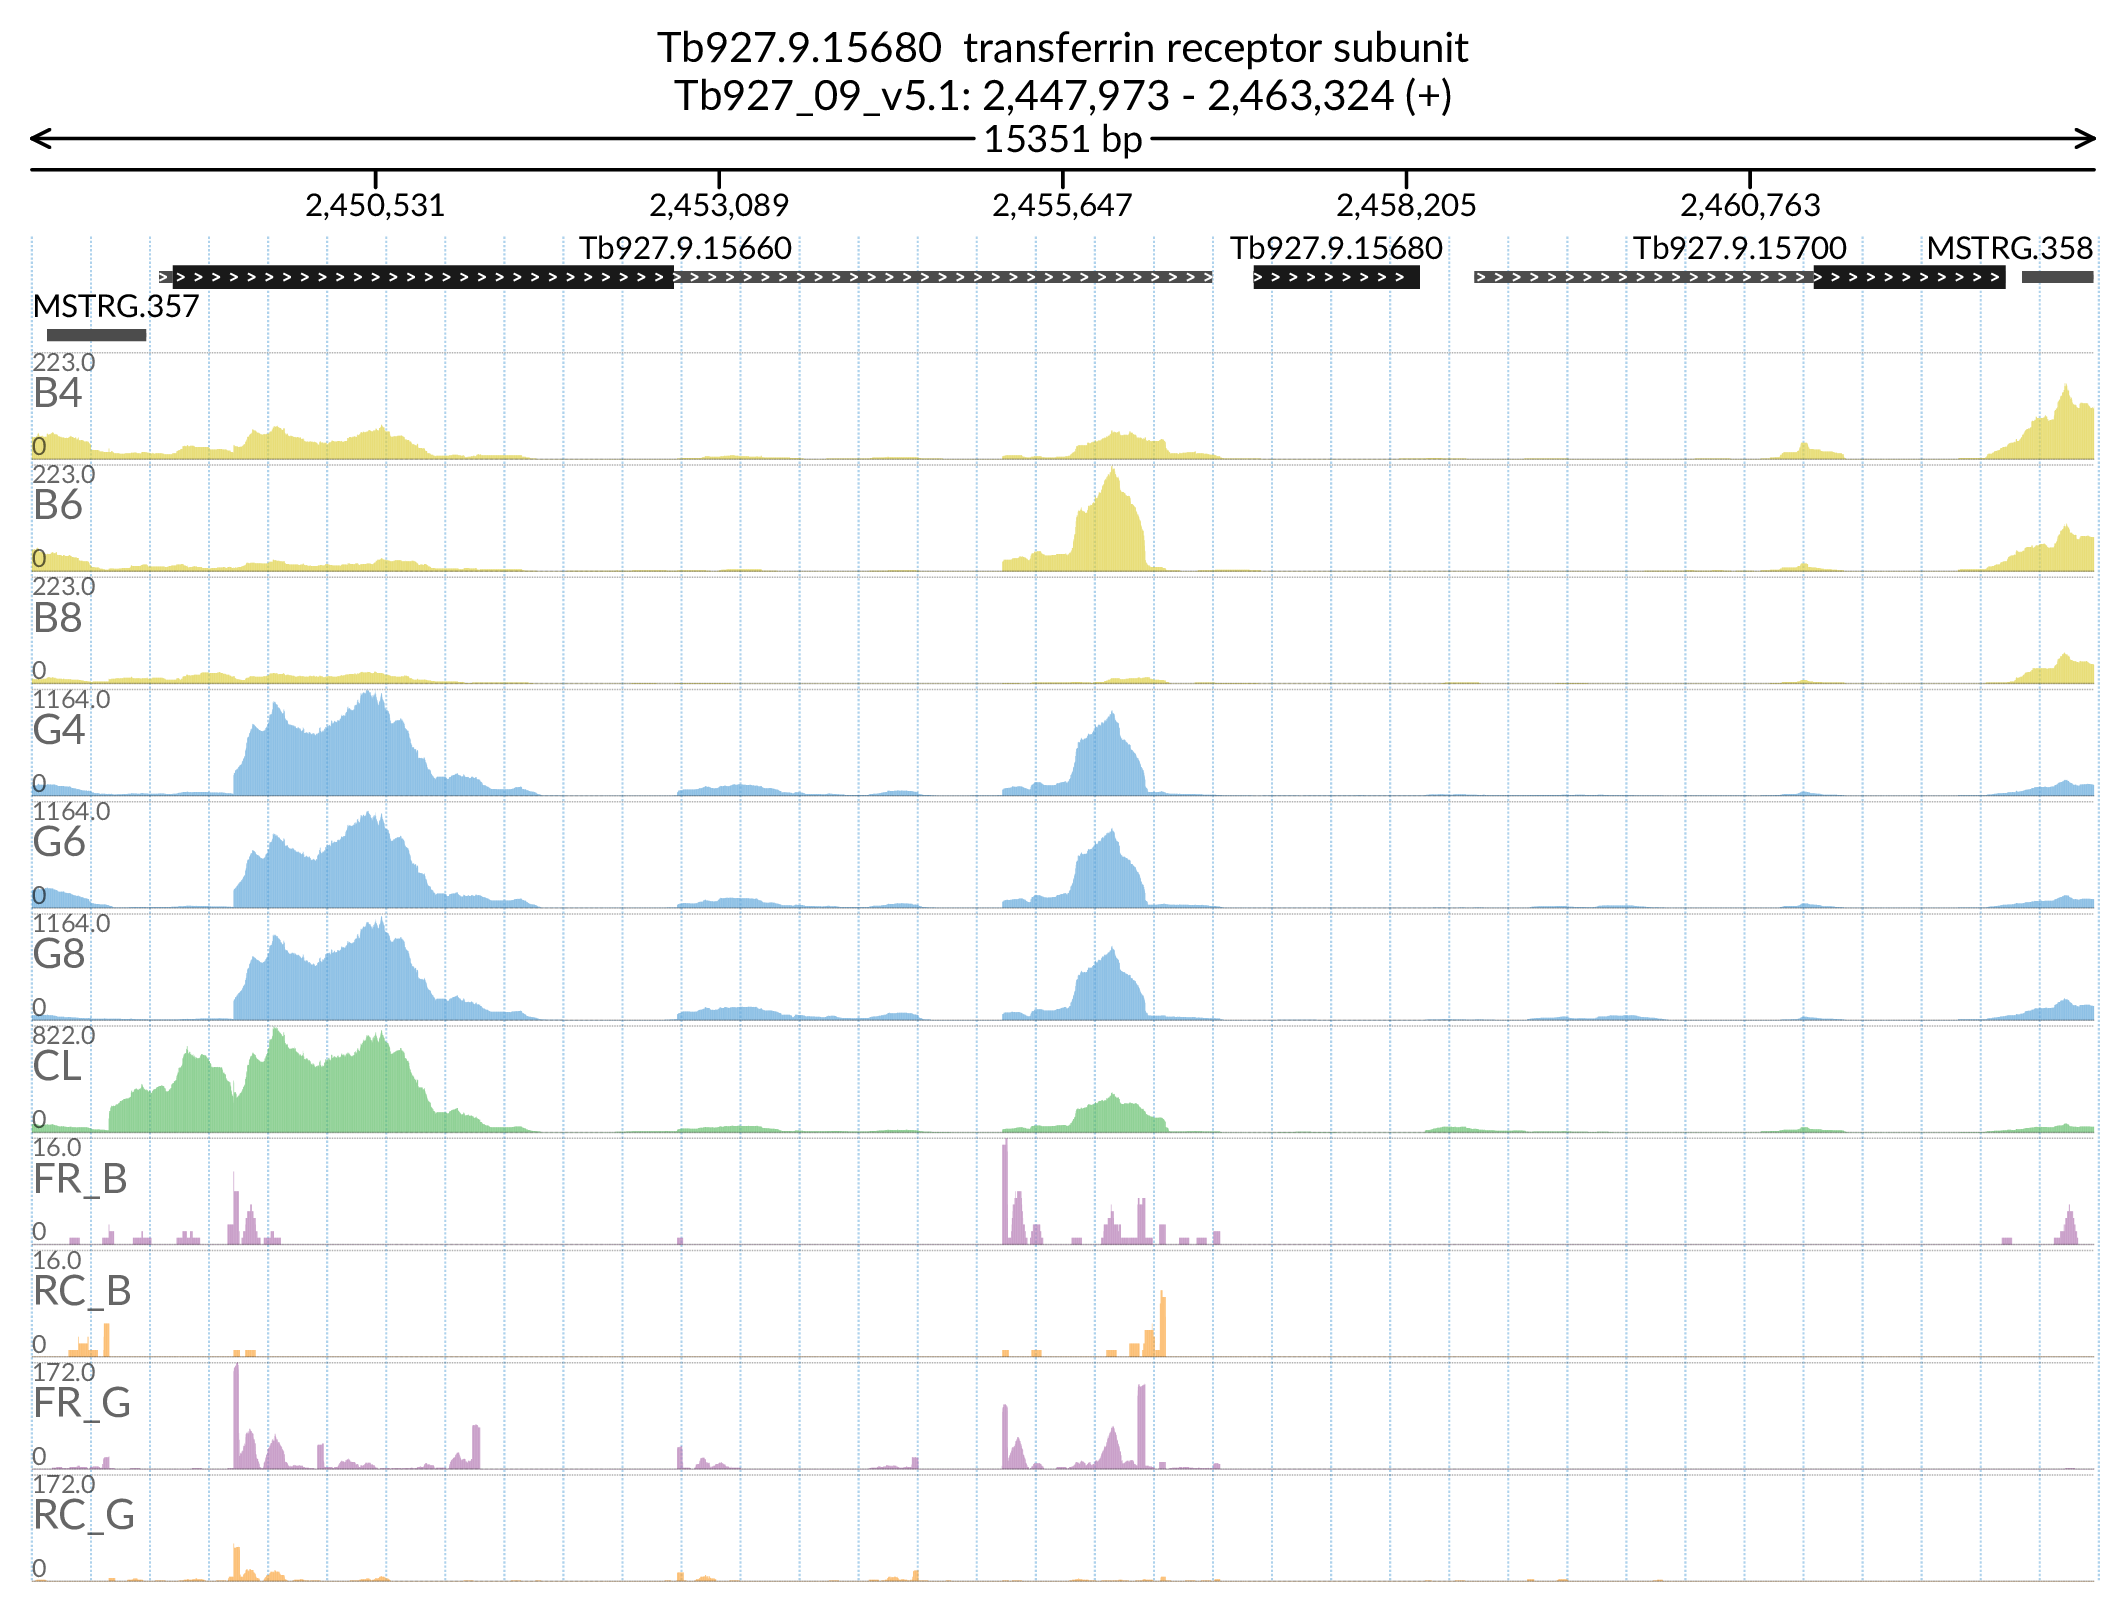 Tb927.9.15680  transferrin receptor subunit
Tb927_09_v5.1: 2,447,973 - 2,463,324 (+)
15351 bp
2,450,531 2,453,089 2,455,647 2,458,205 2,460,763
Tb927.9.15660 Tb927.9.15680 Tb927.9.15700 MSTRG.358
MSTRG.357
223.0
B4
0
223.0
B6
0
223.0
B8
0
1164.0
G4
0
1164.0
G6
0
1164.0
G8
0
822.0
CL
0
16.0
FR_B
0
16.0
RC_B
0
172.0
FR_G
0
172.0
RC_G
0